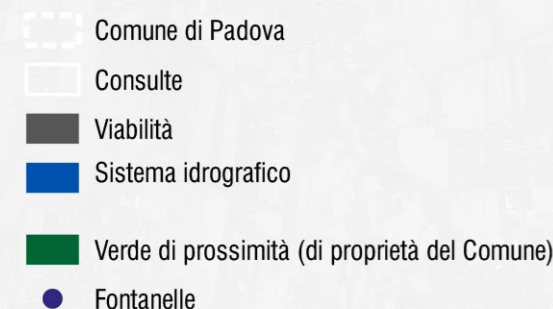 Comune di Padova
Consulte
Viabilità
Sistema idrografico
Verde di prossimità (di proprietà del Comune)
Fontanelle